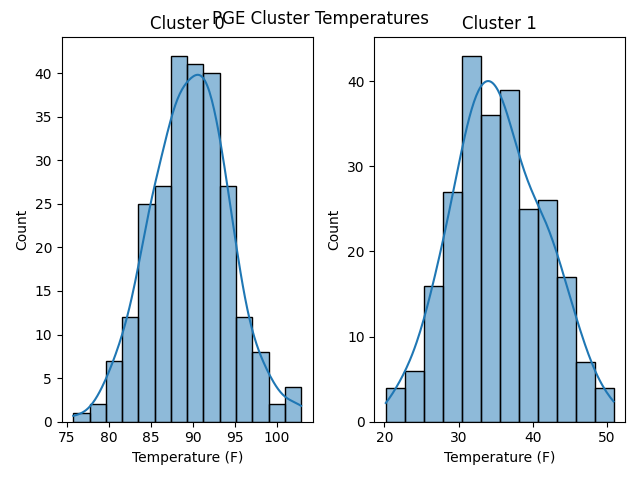 PGE Cluster Temperatures
Cluster 0
Cluster 1
Count
40
35
30
25
20
15
10
5
0
75 80 85 90 95 100
Temperature (F)
Count
40
30
20
10
0
20 30 40 50
Temperature (F)